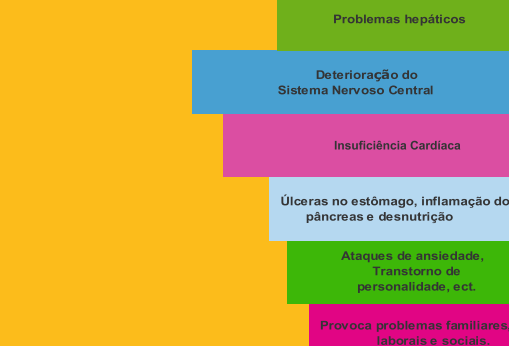 Problemas hepáticos
Deterioração do
Sistema Nervoso Central
Insuficiência Cardíaca
Úlceras no estômago, inflamação do
pâncreas e desnutrição
Ataques de ansiedade,
Transtorno de
personalidade, ect.
Provoca problemas familiares,
laborais e sociais.